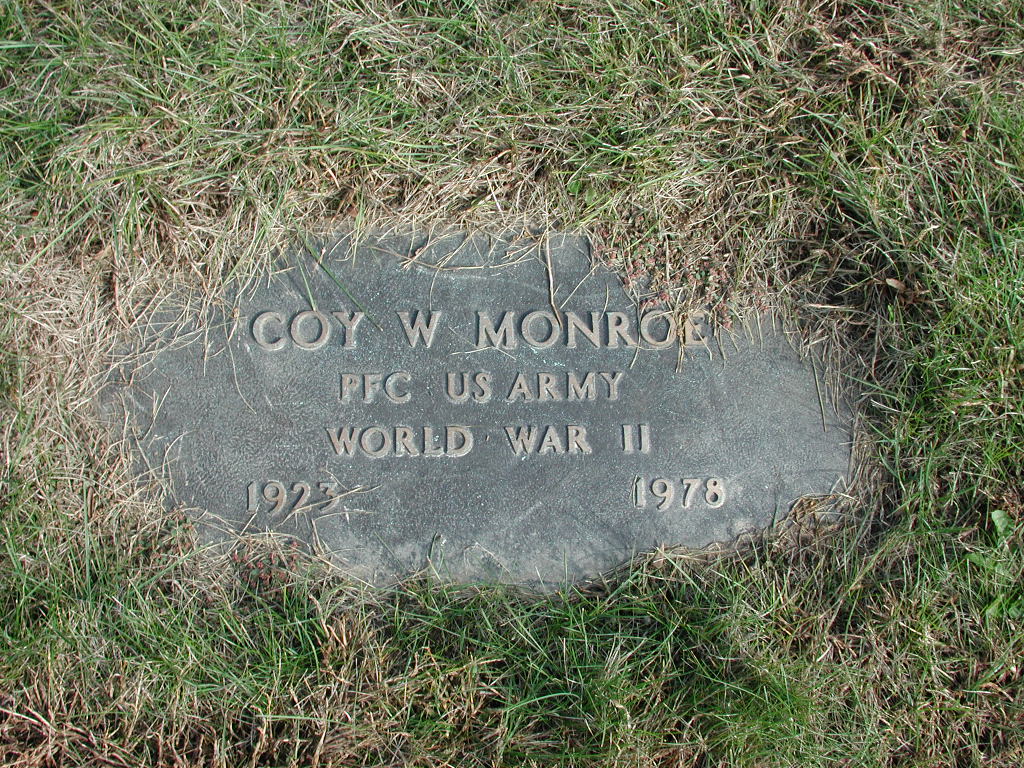 COY W MONROE
PFC US ARMY
WORLD WAR II
1923 1978